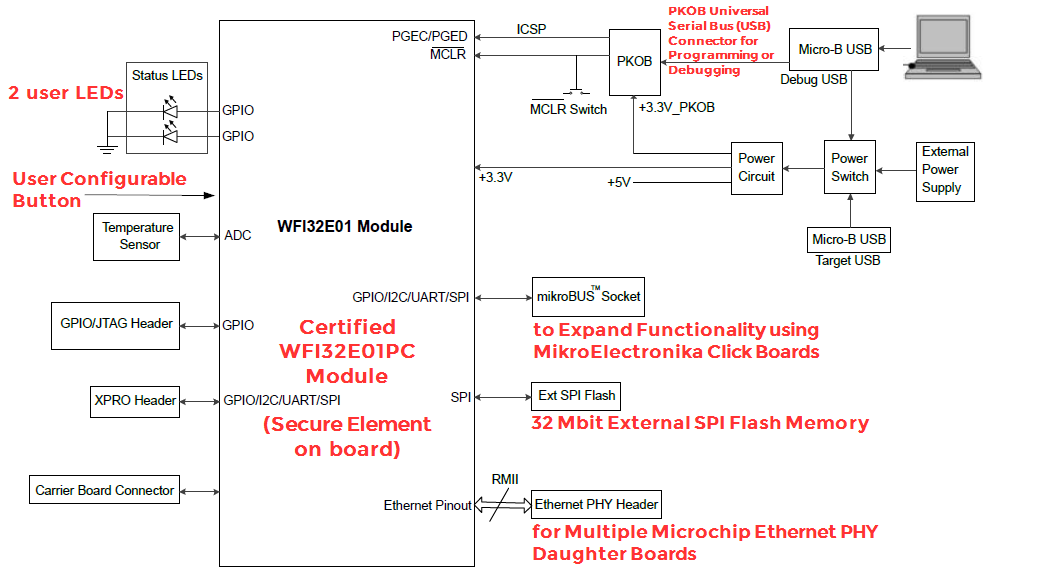 PKOB Universal
Serial Bus (USB)
Connector for
Programming or
Debugging
PGEC/PGED
ICSP
MCLR
PKOB
Micro-B USB
Debug USB
MCLR Switch
+3.3V_PKOB
Status LEDs
2 user LEDs
GPIO
GPIO
User Configurable
Button
+3.3V
+5V
Power
Circuit
Power
Switch
External
Power
Supply
Micro-B USB
Target USB
Temperature
Sensor
ADC
WFI32E01 Module
GPIO/I2C/UART/SPI
mikroBUS™ Socket
to Expand Functionality using
MikroElectronika Click Boards
GPIO/JTAG Header
GPIO
Certified
WFI32E01PC
Module
(Secure Element
on board)
XPRO Header
GPIO/I2C/UART/SPI
SPI
Ext SPI Flash
32 Mbit External SPI Flash Memory
Carrier Board Connector
Ethernet Pinout
RMII
Ethernet PHY Header
for Multiple Microchip Ethernet PHY
Daughter Boards